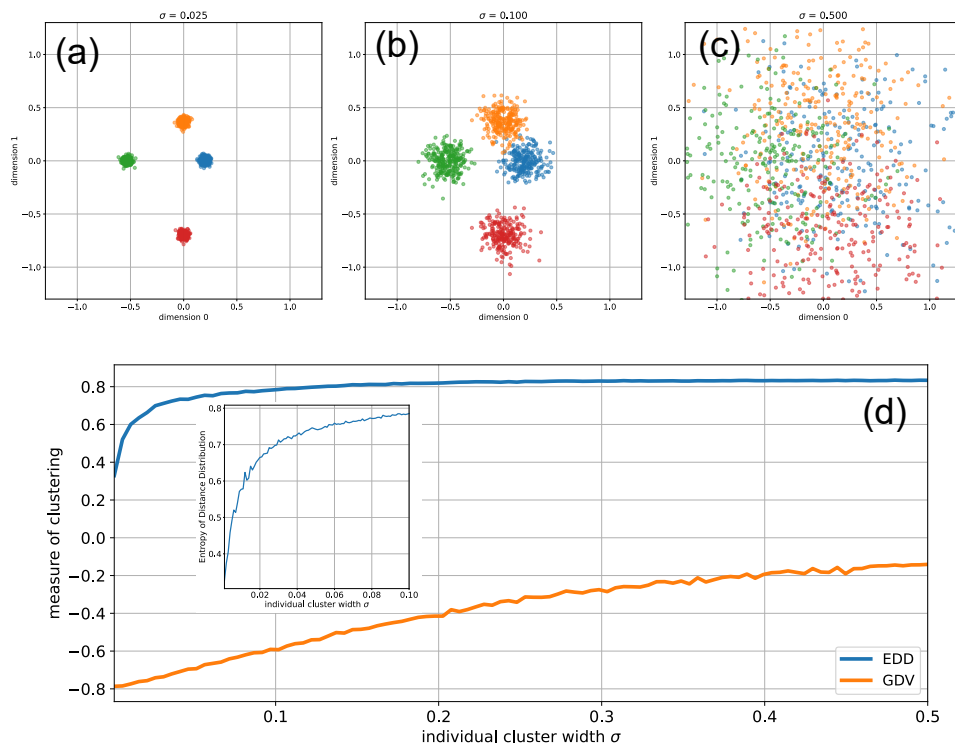 σ = 0.025
(a)
1.0
0.5
0.0
−0.5
−1.0
dimension 1
−1.0 −0.5 0.0 0.5 1.0
dimension 0
σ = 0.100
(b)
1.0
0.5
0.0
−0.5
−1.0
dimension 1
−1.0 −0.5 0.0 0.5 1.0
dimension 0
σ = 0.500
(c)
1.0
0.5
0.0
−0.5
−1.0
dimension 1
−1.0 −0.5 0.0 0.5 1.0
dimension 0
(d)
0.8
0.6
0.4
0.2
0.0
−0.2
−0.4
−0.6
−0.8
measure of clustering
0.8
0.7
0.6
0.5
0.4
Entropy of Distance Distribution
0.02 0.04 0.06 0.08 0.10
individual cluster width σ
EDD
GDV
0.1 0.2 0.3 0.4 0.5
individual cluster width σ